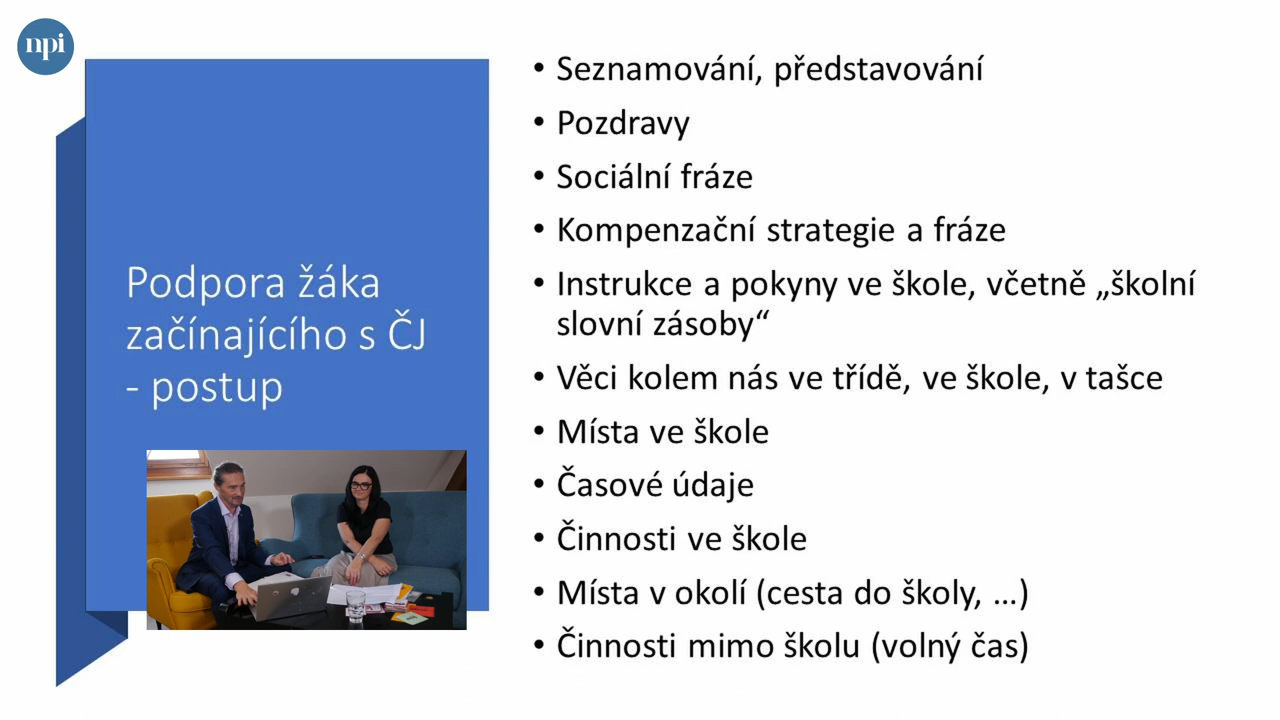 npi
Podpora žáka
začínajícího s ČJ
- postup
• Seznamování, představování
• Pozdravy
• Sociální fráze
• Kompenzační strategie a fráze
• Instrukce a pokyny ve škole, včetně „školní
slovní zásoby“
• Věci kolem nás ve třídě, ve škole, v tašce
• Místa ve škole
• Časové údaje
• Činnosti ve škole
• Místa v okolí (cesta do školy, …)
• Činnosti mimo školu (volný čas)